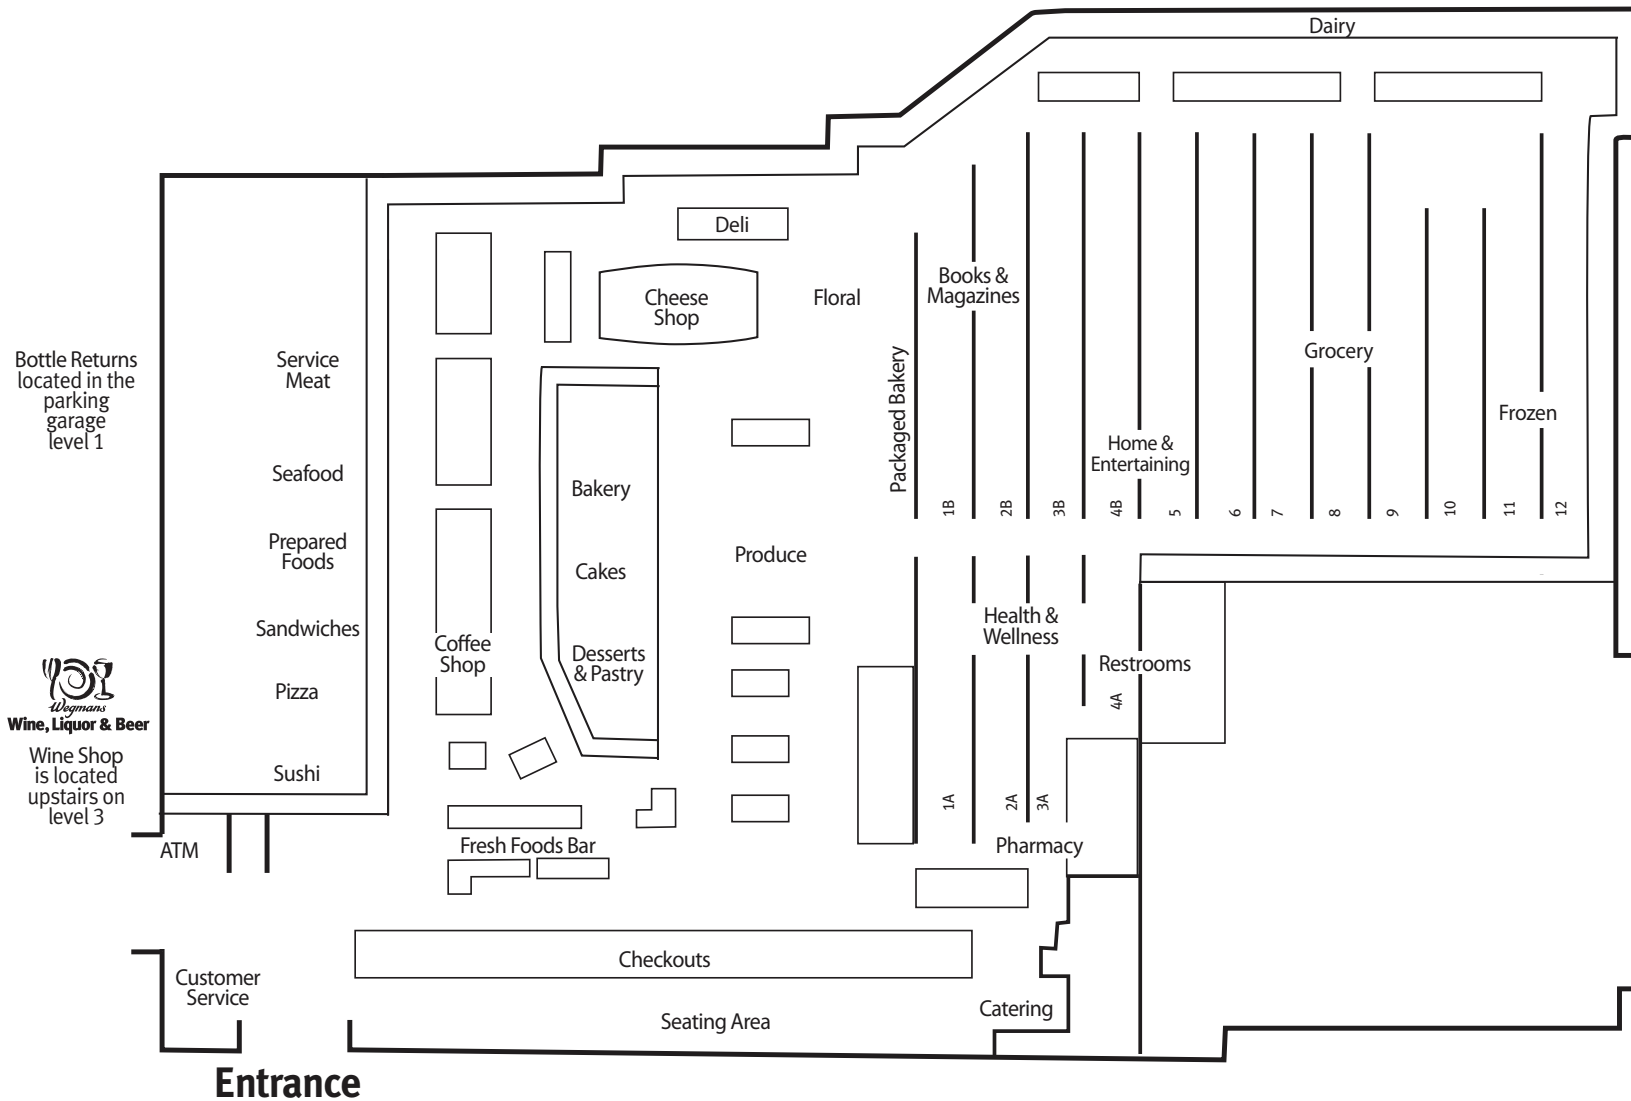 Dairy
Deli
Cheese
Shop
Floral
Books &
Magazines
Packaged Bakery
Grocery
Frozen
Home &
Entertaining
Bottle Returns
located in the
parking
garage
level 1
Service
Meat
Seafood
Prepared
Foods
Sandwiches
Pizza
Sushi
Bakery
Cakes
Desserts
& Pastry
Coffee
Shop
Produce
1B
2B
3B
4B
5
6
7
8
9
10
11
12
Health &
Wellness
Restrooms
4A
1A
2A
3A
Pharmacy
Wegmans
Wine, Liquor & Beer
Wine Shop
is located
upstairs on
level 3
ATM
Fresh Foods Bar
Checkouts
Customer
Service
Seating Area
Catering
Entrance